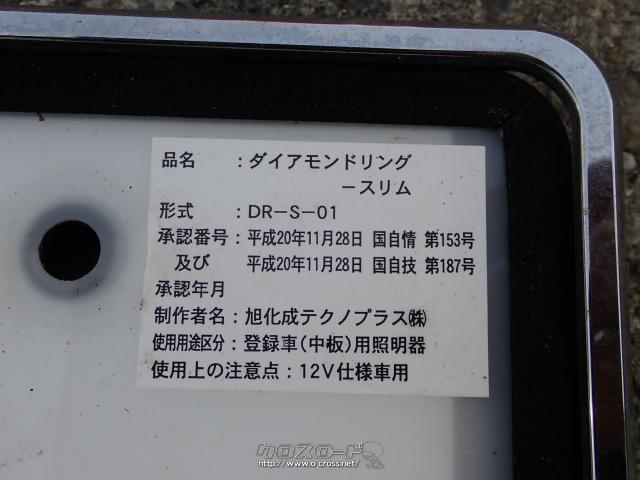 品名　：ダイアモンドリング
－スリム
形式　：DR－S－01
承認番号：平成20年11月28日 国自情 第153号
及び　平成20年11月28日 国自技 第187号
承認年月
制作者名：旭化成テクノプラス㈱
使用用途区分：登録車（中板）用照明器
使用上の注意点：12V仕様車用
クロスロード
http://www.o-cross.net/